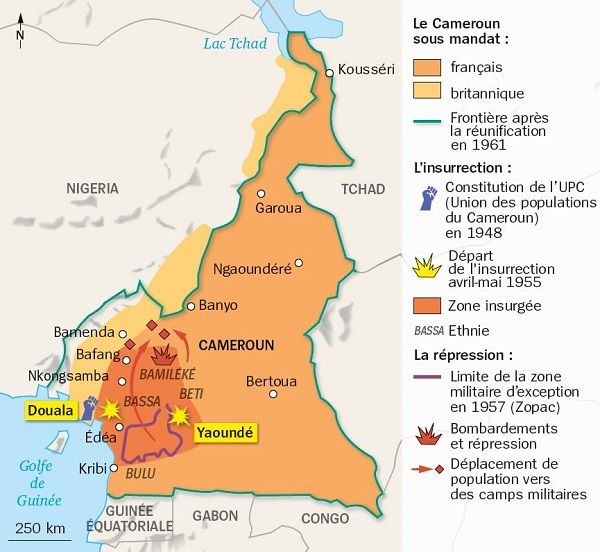 N
Lac Tchad
Kousséri
NIGERIA
TCHAD
Garoua
Ngaoundéré
Banyo
Bamenda
CAMEROUN
Bafang
Nkongsamba
BAMILÉKÉ
BETI
Bertoua
BASSA
Douala
Yaoundé
Édéa
Golfe
de
Guinée
Kribi
BULU
GUINÉE
ÉQUATORIALE
GABON
CONGO
250 km
Le Cameroun
sous mandat :
français
britannique
Frontière après
la réunification
en 1961
L'insurrection :
Constitution de l'UPC
(Union des populations
du Cameroun)
en 1948
Départ
de l'insurrection
avril-mai 1955
Zone insurgée
BASSA Ethnie
La répression :
Limite de la zone
militaire d'exception
en 1957 (Zopac)
Bombardements
et répression
Déplacement de
population vers
des camps militaires